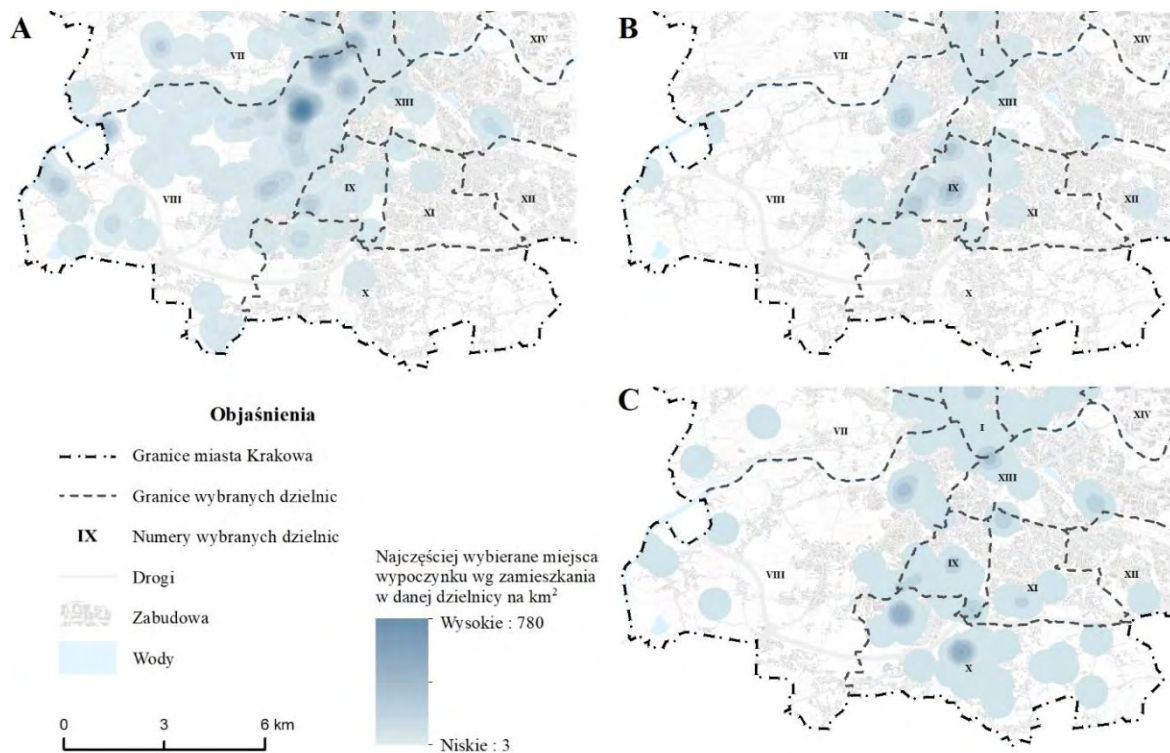 A
VII
I
XIV
XIII
VIII
IX
XI
XII
X
B
VII
I
XIV
XIII
VIII
IX
XI
XII
X
C
VII
I
XIV
XIII
VIII
IX
XI
XII
X
Objaśnienia
Granice miasta Krakowa
Granice wybranych dzielnic
IX Numery wybranych dzielnic
Drogi
Zabudowa
Wody
0 3 6 km
Najczęściej wybierane miejsca
wypoczynku wg zamieszkania
w danej dzielnicy na km²
Wysokie : 780
Niskie : 3